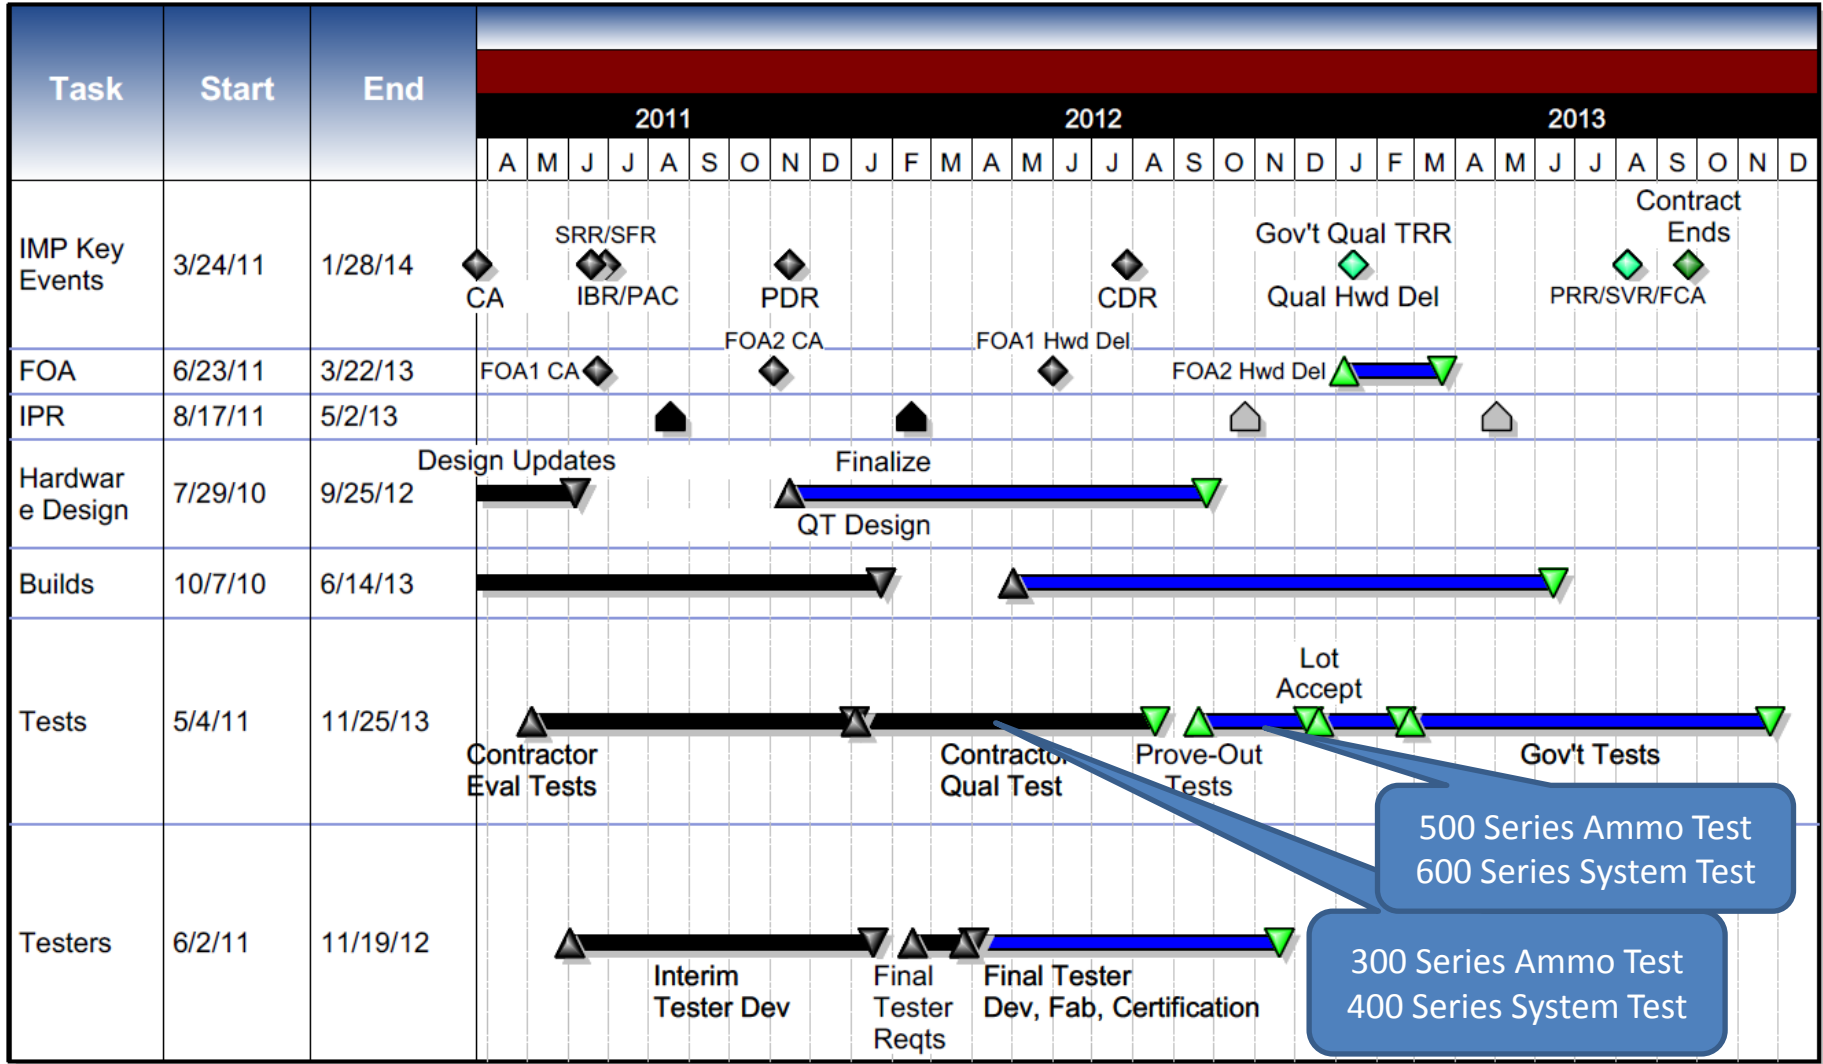 Task Start End
2011 2012 2013
A M J J A S O N D J F M A M J J A S O N D J F M A M J J A S O N D
IMP Key
Events
3/24/11 1/28/14
SRR/SFR
CA
IBR/PAC
PDR
CDR
Gov't Qual TRR
Qual Hwd Del
Contract
Ends
PRR/SVR/FCA
FOA 6/23/11 3/22/13
FOA1 CA
FOA2 CA
FOA1 Hwd Del
FOA2 Hwd Del
IPR 8/17/11 5/2/13
Hardwar
e Design
7/29/10 9/25/12
Design Updates
Finalize
QT Design
Builds 10/7/10 6/14/13
Tests 5/4/11 11/25/13
Contractor
Eval Tests
Contractor
Qual Test
Prove-Out
Tests
Lot
Accept
Gov't Tests
500 Series Ammo Test
600 Series System Test
Testers 6/2/11 11/19/12
Interim
Tester Dev
Final
Tester
Reqts
Final Tester
Dev, Fab, Certification
300 Series Ammo Test
400 Series System Test